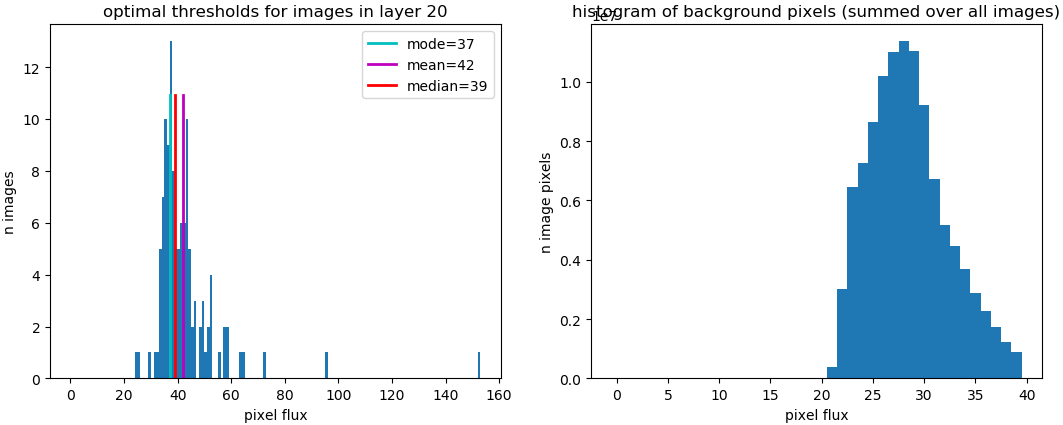 optimal thresholds for images in layer 20
mode=37
mean=42
median=39
12
10
8
6
4
2
0
n images
0 20 40 60 80 100 120 140 160
pixel flux
histogram of background pixels (summed over all images)
1e7
1.0
0.8
0.6
0.4
0.2
0.0
n image pixels
0 5 10 15 20 25 30 35 40
pixel flux